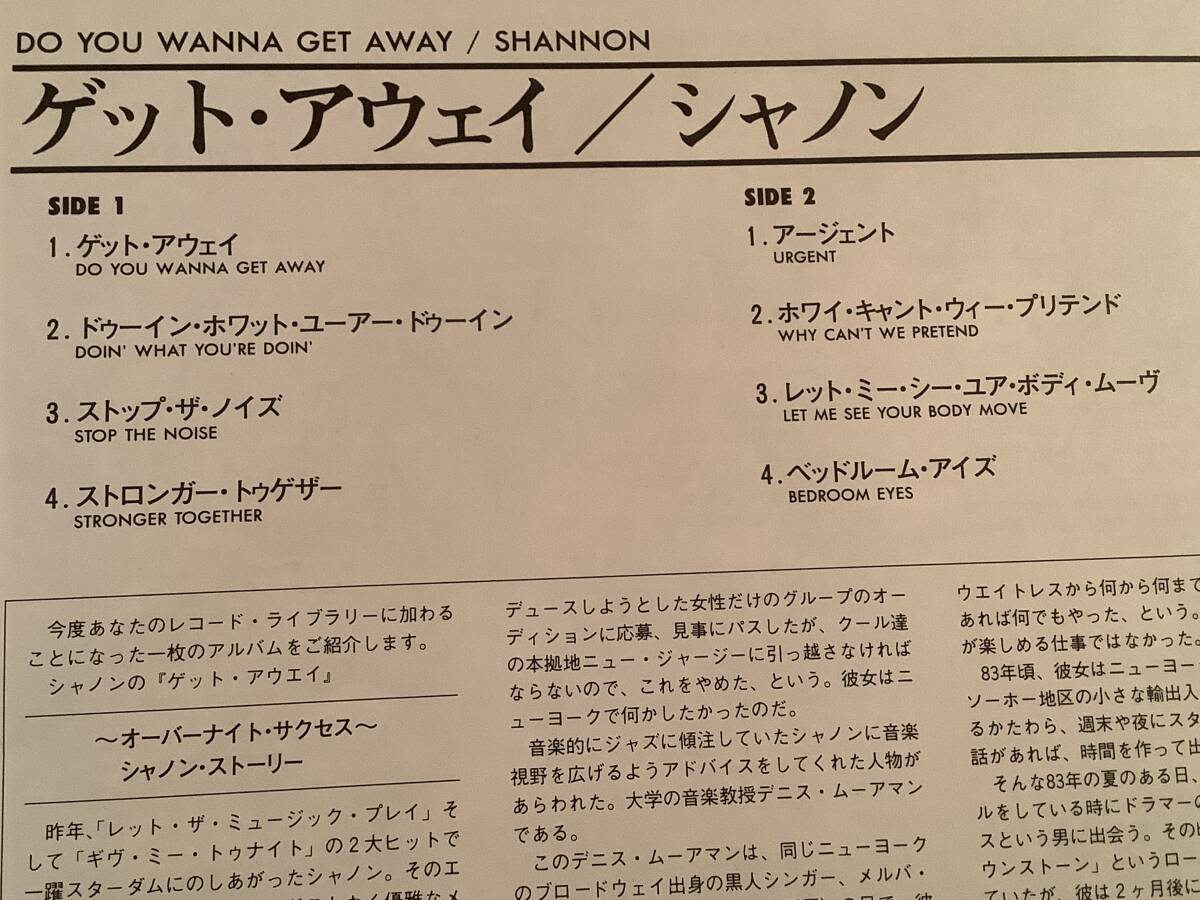 DO YOU WANNA GET AWAY / SHANNON
ゲット・アウェイ／シャノン
SIDE 1
1.ゲット・アウェイ
DO YOU WANNA GET AWAY
2.ドゥーイン・ホワット・ユーアー・ドゥーイン
DOIN' WHAT YOU'RE DOIN'
3.ストップ・ザ・ノイズ
STOP THE NOISE
4.ストロンガー・トゥゲザー
STRONGER TOGETHER
SIDE 2
1.アージェント
URGENT
2.ホワイ・キャント・ウィー・プリテンド
WHY CAN'T WE PRETEND
3.レット・ミー・シー・ユア・ボディ・ムーヴ
LET ME SEE YOUR BODY MOVE
4.ベッドルーム・アイズ
BEDROOM EYES
今度あなたのレコード・ライブラリーに加わる
ことになった一枚のアルバムをご紹介します。
シャノンの『ゲット・アウエイ』
〜オーバーナイト・サクセス〜
シャノン・ストーリー
昨年、「レット・ザ・ミュージック・プレイ」そ
して「ギヴ・ミー・トゥナイト」の2大ヒットで
一躍スターダムにのしあがったシャノン。そのエ
デュースしようとした女性だけのグループのオー
ディションに応募、見事にパスしたが、クール達
の本拠地ニュー・ジャージーに引っ越さなければ
ならないので、これをやめた、という。彼女はニ
ューヨークで何かしたかったのだ。
音楽的にジャズに傾注していたシャノンに音楽
視野を広げるようアドバイスをしてくれた人物が
あらわれた。大学の音楽教授デニス・ムーアマン
である。
このデニス・ムーアマンは、同じニューヨーク
のブロードウェイ出身の黒人シンガー、メルバ・
ウエイトレスから何から何まで
あれば何でもやった、という。
が楽しめる仕事ではなかった。
83年頃、彼女はニューヨー
ソーホー地区の小さな輸出入
るかたわら、週末や夜にスタ
話があれば、時間を作って出
そんな83年の夏のある日、
ルをしている時にドラマーの
スという男に出会う。その
ウンストーン」というロー
ていたが、彼は2ヶ月後に